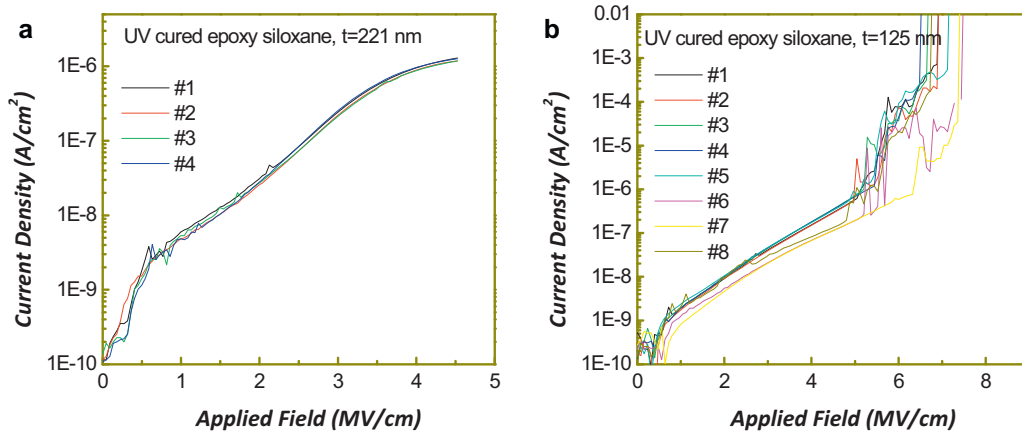 a
UV cured epoxy siloxane, t=221 nm
#1
#2
#3
#4
1E-6
1E-7
1E-8
1E-9
1E-10
0 1 2 3 4 5
Current Density (A/cm²)
Applied Field (MV/cm)
b
UV cured epoxy siloxane, t=125 nm
#1
#2
#3
#4
#5
#6
#7
#8
0.01
1E-3
1E-4
1E-5
1E-6
1E-7
1E-8
1E-9
1E-10
0 2 4 6 8
Current Density (A/cm²)
Applied Field (MV/cm)